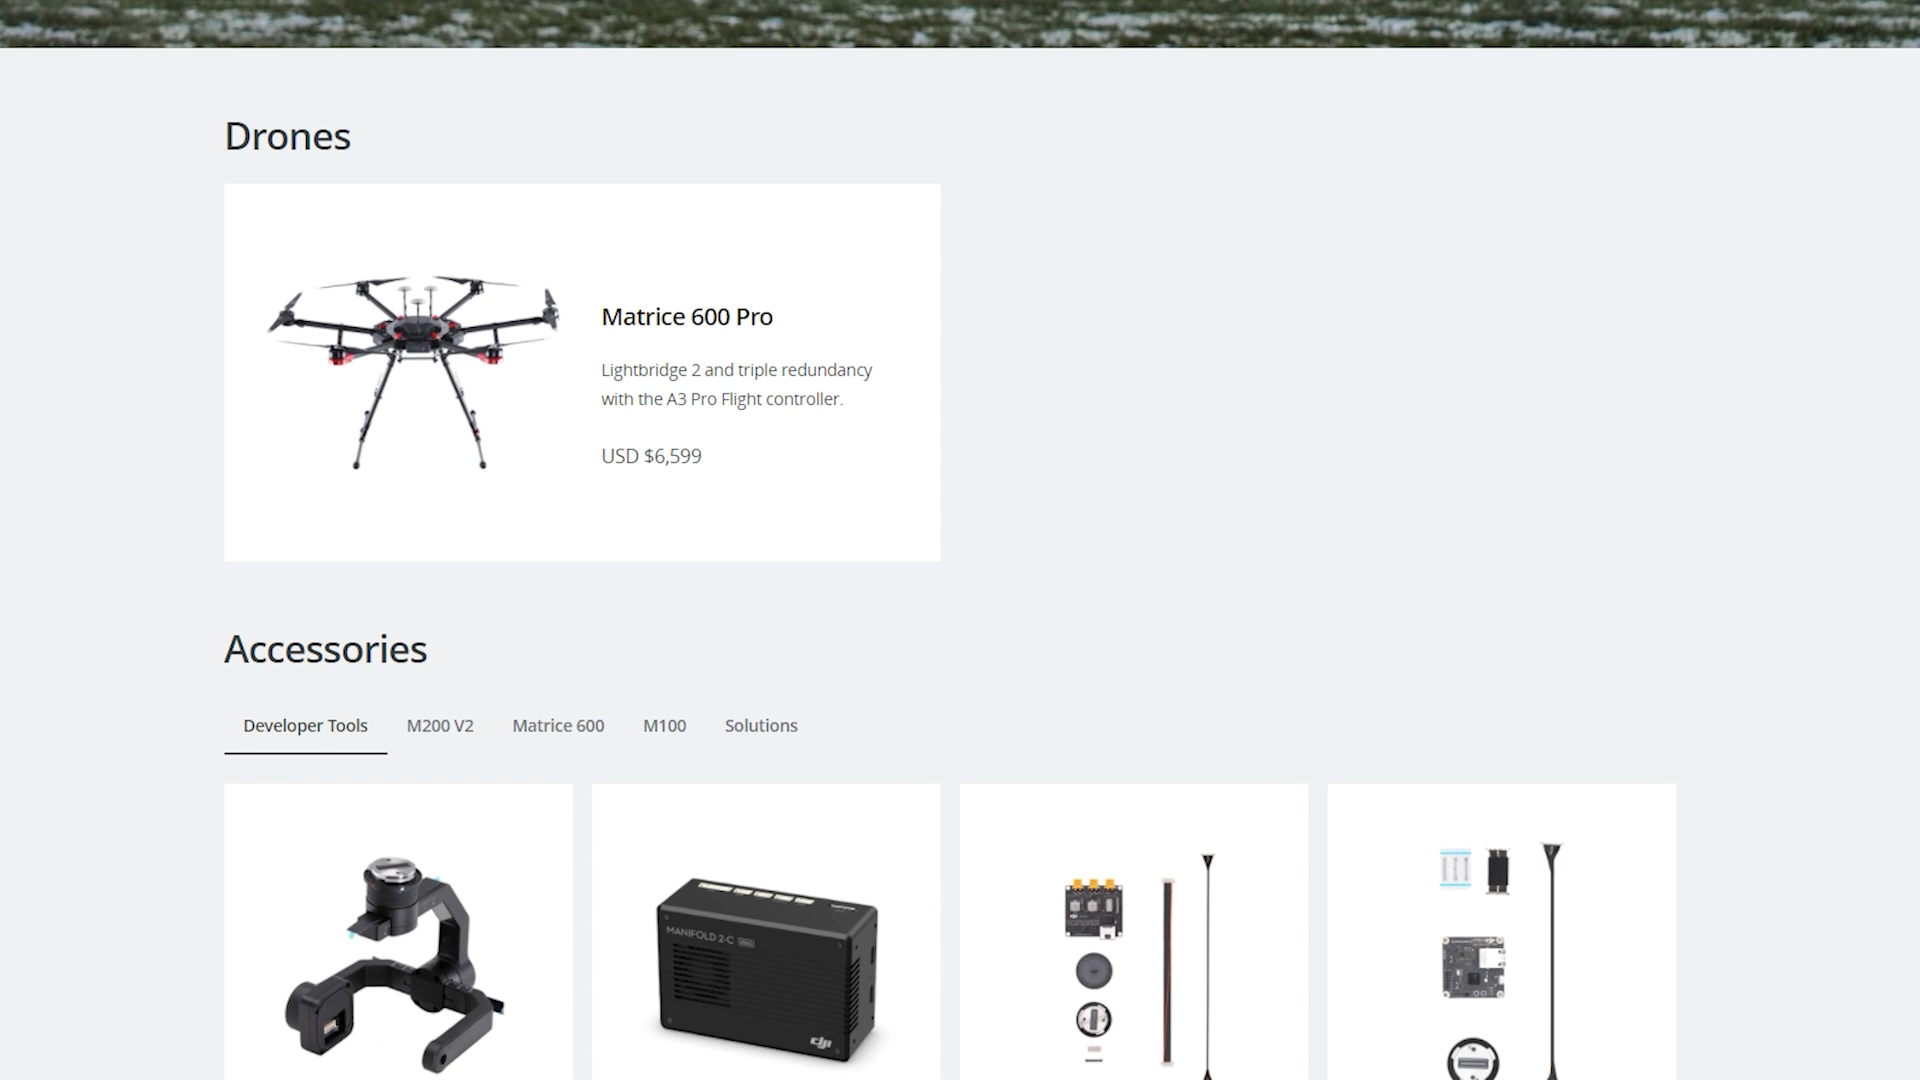 Drones
Matrice 600 Pro
Lightbridge 2 and triple redundancy
with the A3 Pro Flight controller.
USD $6,599
Accessories
Developer Tools
M200 V2
Matrice 600
M100
Solutions
MANIFOLD 2-C
dji